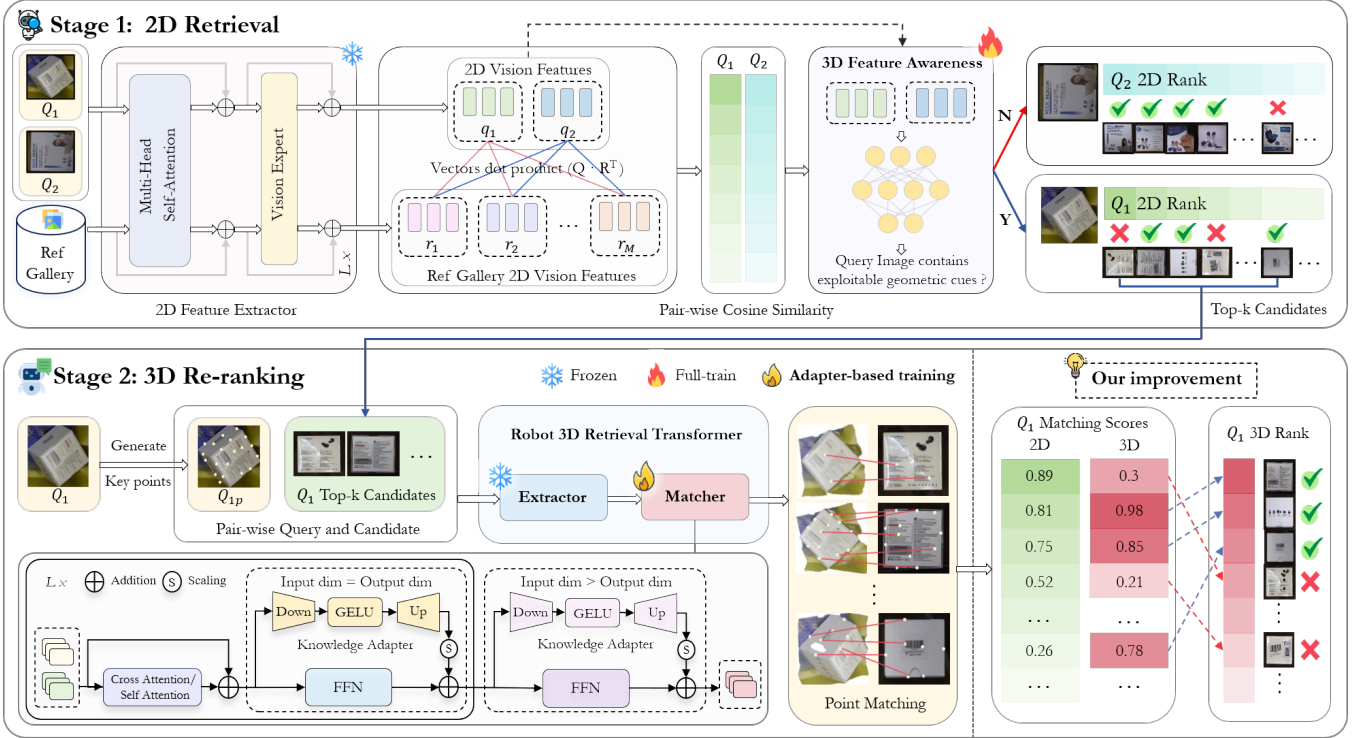 Stage 1: 2D Retrieval
Q1
Q2
Ref
Gallery
Multi-Head
Self-Attention
Vision Expert
L x
2D Feature Extractor
2D Vision Features
q1
q2
Vectors dot product (Q · R^T)
r1
r2
...
rM
Ref Gallery 2D Vision Features
Q1 Q2
Pair-wise Cosine Similarity
3D Feature Awareness
Query Image contains
exploitable geometric cues ?
N
Y
Q2 2D Rank
...
...
Q1 2D Rank
...
...
Top-k Candidates
Stage 2: 3D Re-ranking
Frozen
Full-train
Adapter-based training
Q1
Generate
Key points
Q1p
...
Q1 Top-k Candidates
Pair-wise Query and Candidate
Robot 3D Retrieval Transformer
Extractor
Matcher
L x
Addition
S
Scaling
Cross Attention/
Self Attention
Input dim = Output dim
Down
GELU
Up
Knowledge Adapter
S
FFN
Input dim > Output dim
Down
GELU
Up
Knowledge Adapter
S
FFN
Point Matching
Our improvement
Q1 Matching Scores
2D 3D
0.89 0.3
0.81 0.98
0.75 0.85
0.52 0.21
... ...
0.26 0.78
... ...
Q1 3D Rank